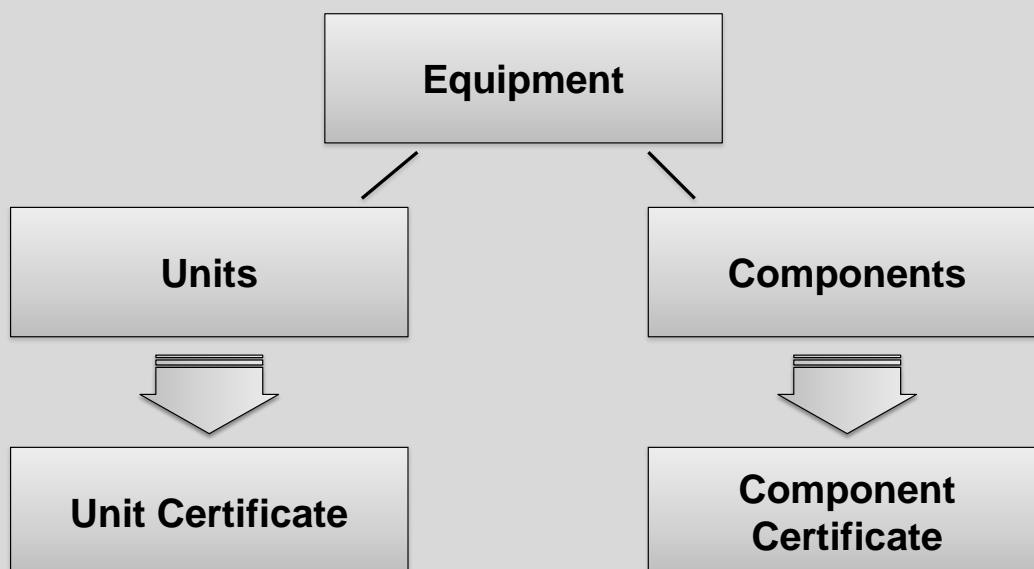 Equipment
Units
Components
Unit Certificate
Component
Certificate